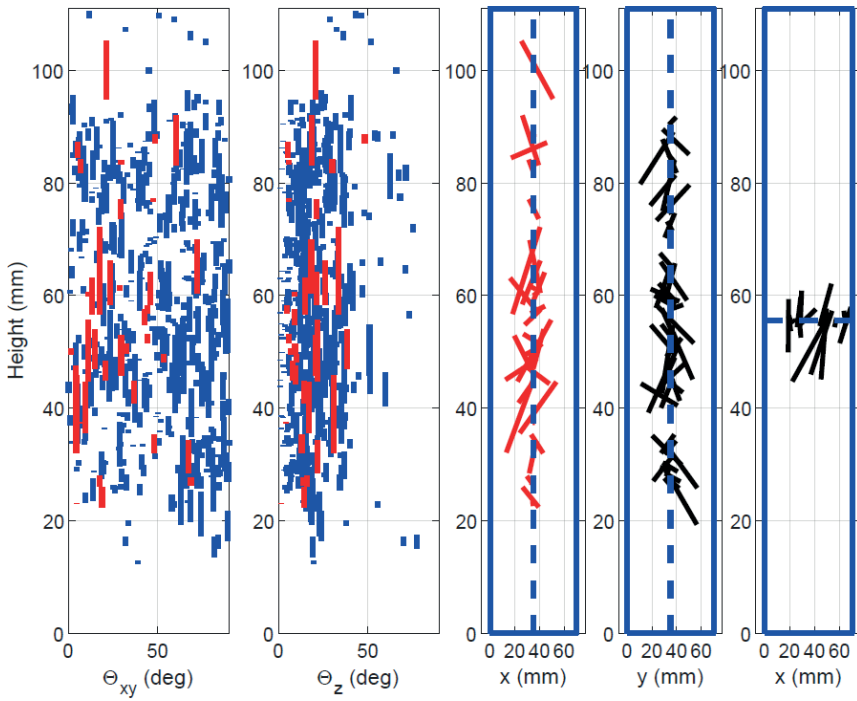 100 100 100 100 100
80 80 80 80 80
60 60 60 60 60
40 40 40 40 40
20 20 20 20 20
0 0 0 0 0
Height (mm)
0 50 0 50 0 20 40 60 0 20 40 60 0 20 40 60
Θxy (deg) Θz (deg) x (mm) y (mm) x (mm)